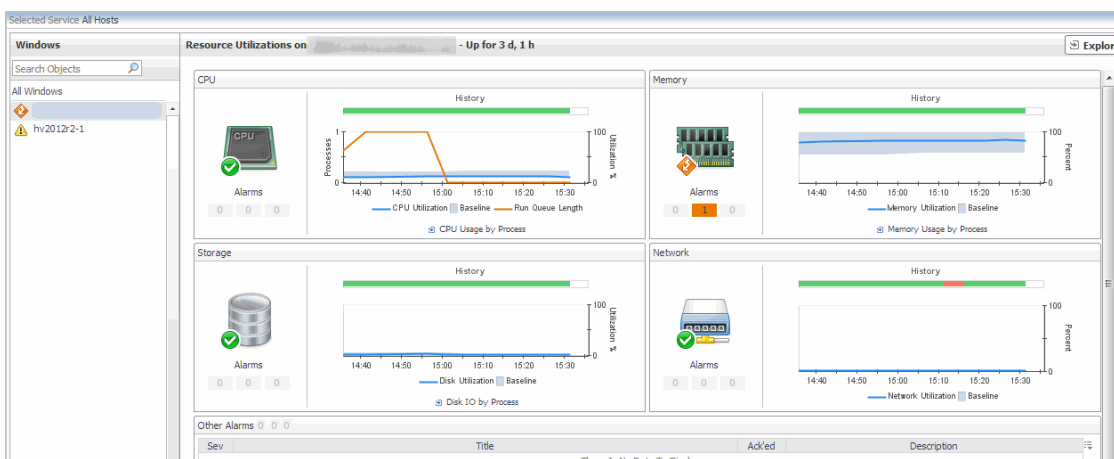 Selected Service All Hosts
Windows
Search Objects
All Windows
hv2012r2-1
Resource Utilizations on - Up for 3 d, 1 h
Explor
CPU
CPU
Alarms
0 0 0
History
Processes
1
0
100
0
Utilization %
14:40 14:50 15:00 15:10 15:20 15:30
CPU Utilization Baseline Run Queue Length
CPU Usage by Process
Memory
Alarms
0 1 0
History
100
0
Percent
14:40 14:50 15:00 15:10 15:20 15:30
Memory Utilization Baseline
Memory Usage by Process
Storage
Alarms
0 0 0
History
100
0
Utilization %
14:40 14:50 15:00 15:10 15:20 15:30
Disk Utilization Baseline
Disk IO by Process
Network
Alarms
0 0 0
History
100
0
Percent
14:40 14:50 15:00 15:10 15:20 15:30
Network Utilization Baseline
Other Alarms 0 0 0
Sev Title Ack'ed Description